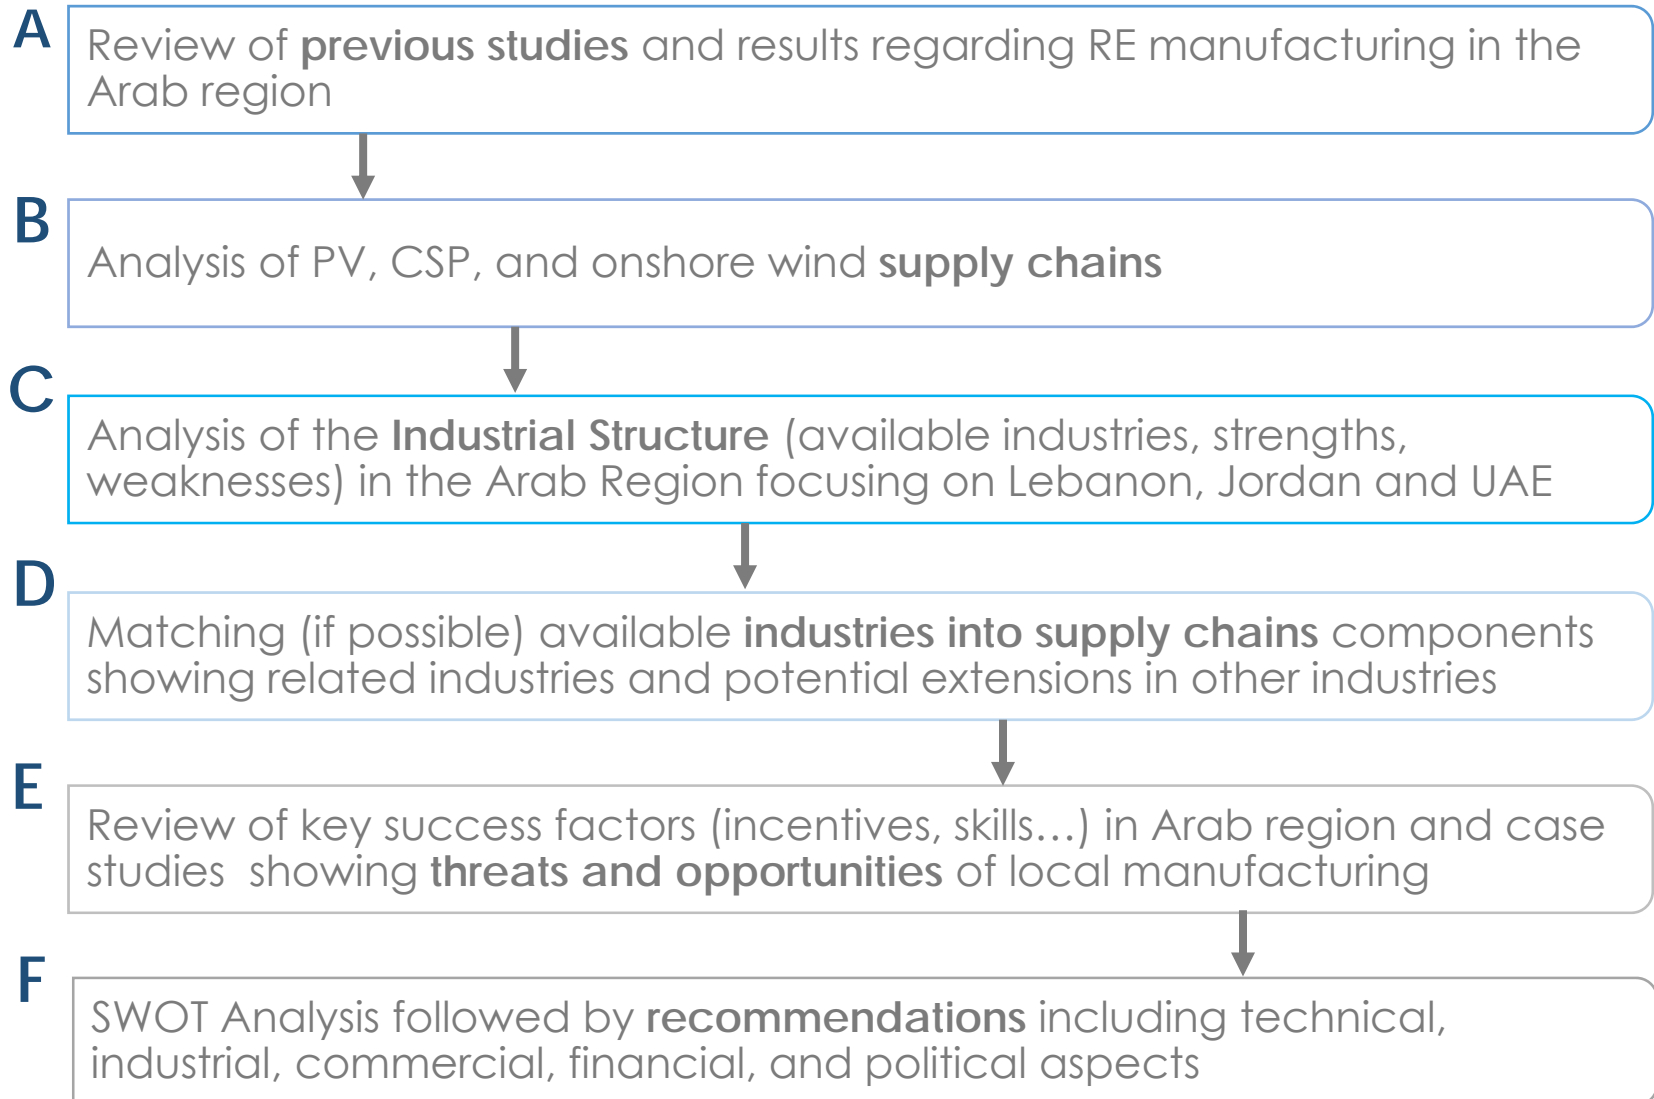 A
Review of previous studies and results regarding RE manufacturing in the
Arab region
B
Analysis of PV, CSP, and onshore wind supply chains
C
Analysis of the Industrial Structure (available industries, strengths,
weaknesses) in the Arab Region focusing on Lebanon, Jordan and UAE
D
Matching (if possible) available industries into supply chains components
showing related industries and potential extensions in other industries
E
Review of key success factors (incentives, skills…) in Arab region and case
studies showing threats and opportunities of local manufacturing
F
SWOT Analysis followed by recommendations including technical,
industrial, commercial, financial, and political aspects